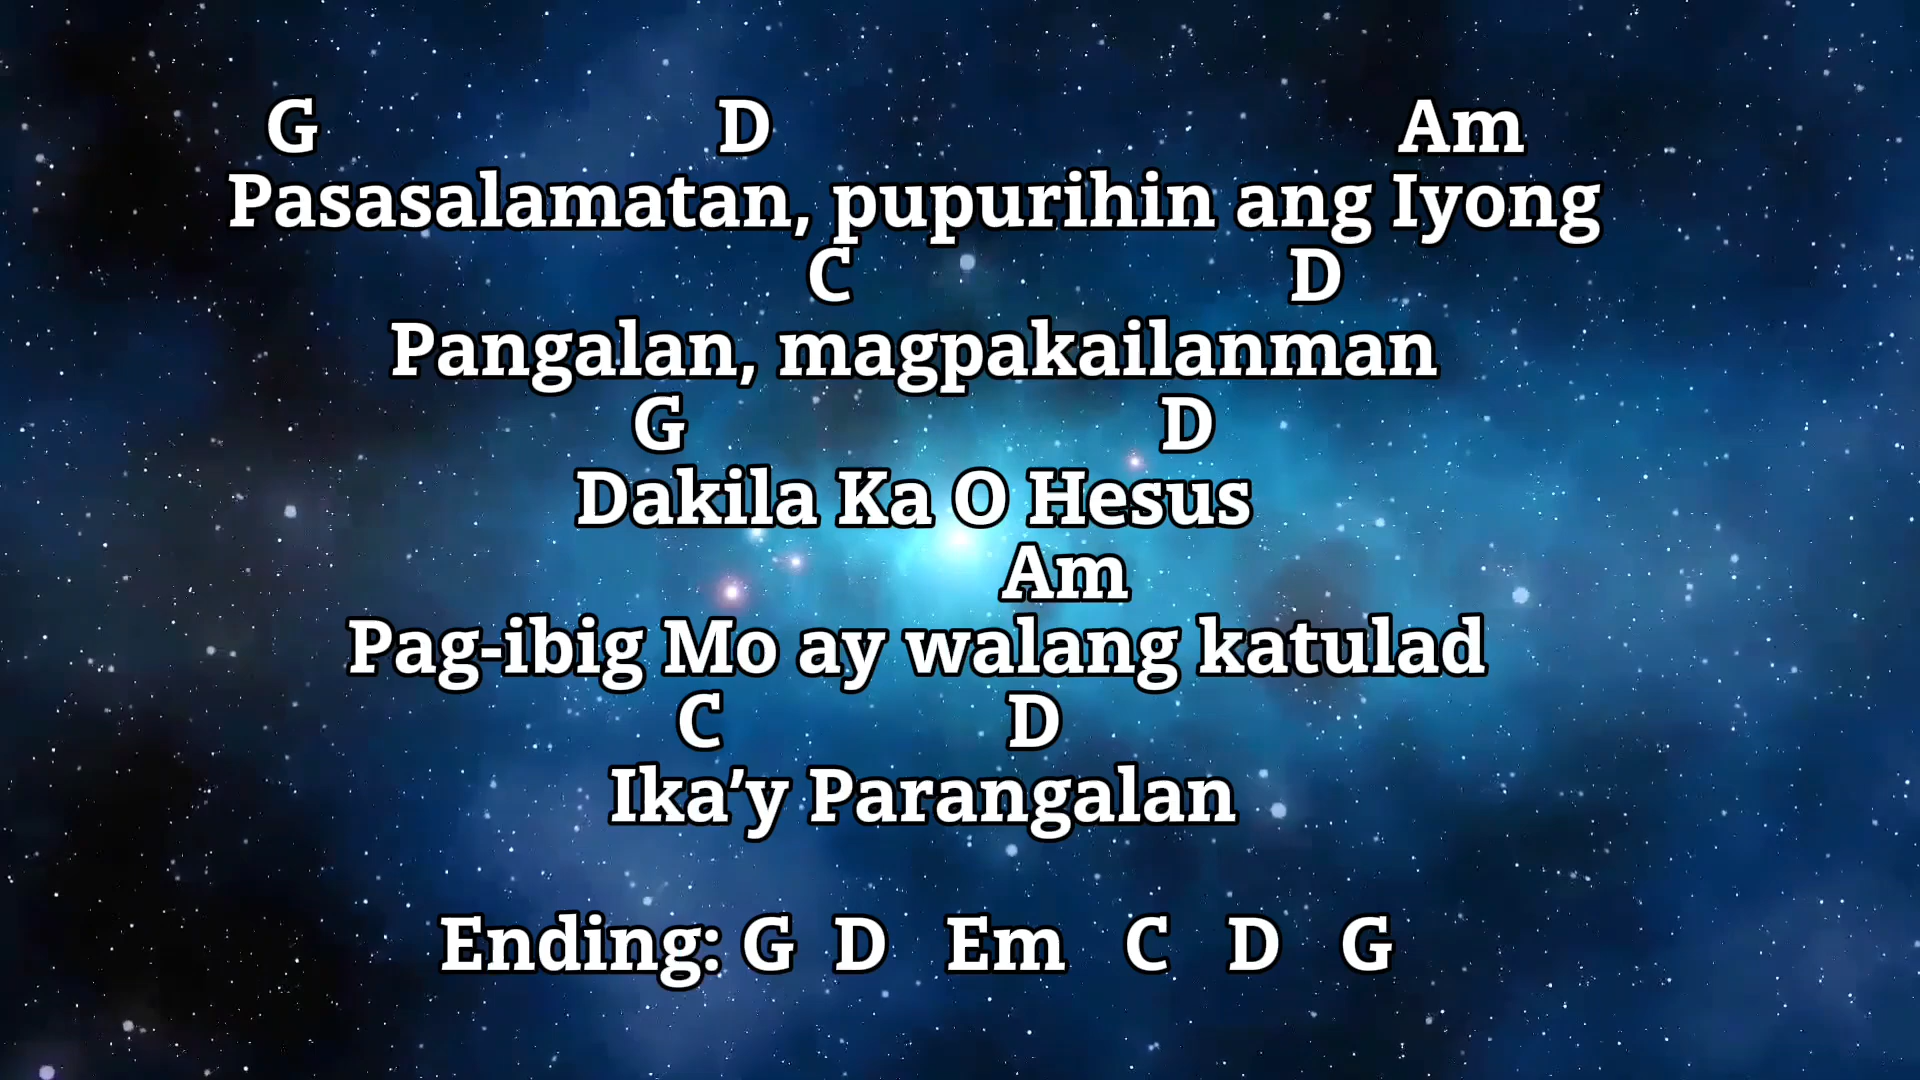 G D Am
Pasasalamatan, pupurihin ang Iyong
C D
Pangalan, magpakailanman
G D
Dakila Ka O Hesus
Am
Pag-ibig Mo ay walang katulad
C D
Ika’y Parangalan
Ending: G D Em C D G